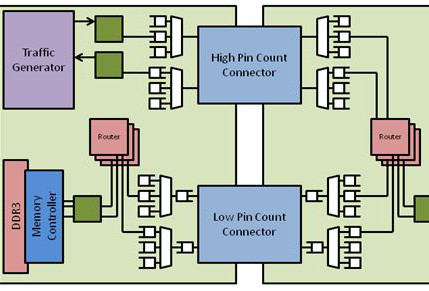 Traffic
Generator
High Pin Count
Connector
Router
Router
DDR3
Memory
Controller
Low Pin Count
Connector